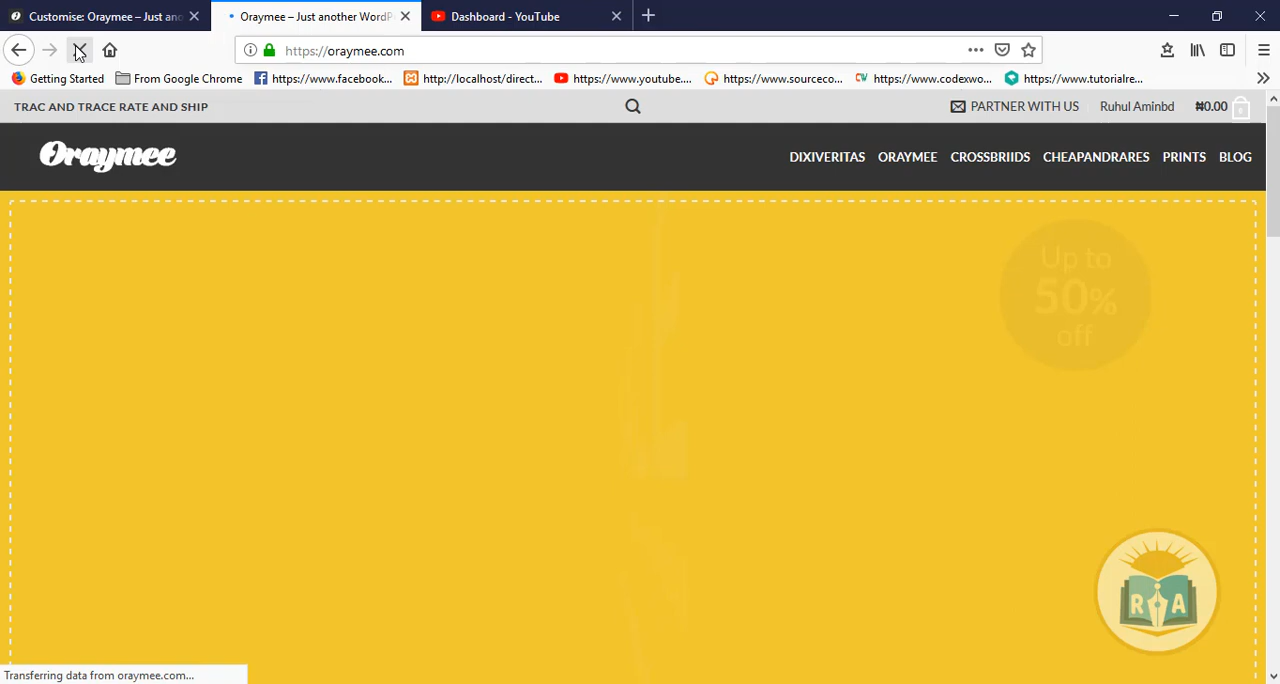 Customise: Oraymee – Just ano
Oraymee – Just another WordP
Dashboard - YouTube
https://oraymee.com
Getting Started
From Google Chrome
https://www.facebook...
http://localhost/direct...
https://www.youtube....
https://www.sourceco...
https://www.codexwo...
https://www.tutorialre...
TRAC AND TRACE RATE AND SHIP
PARTNER WITH US
Ruhul Aminbd
₦0.00
0
Oraymee
DIXIVERITAS
ORAYMEE
CROSSBRIIDS
CHEAPANDRARES
PRINTS
BLOG
Up to
50%
off
R A
Transferring data from oraymee.com...